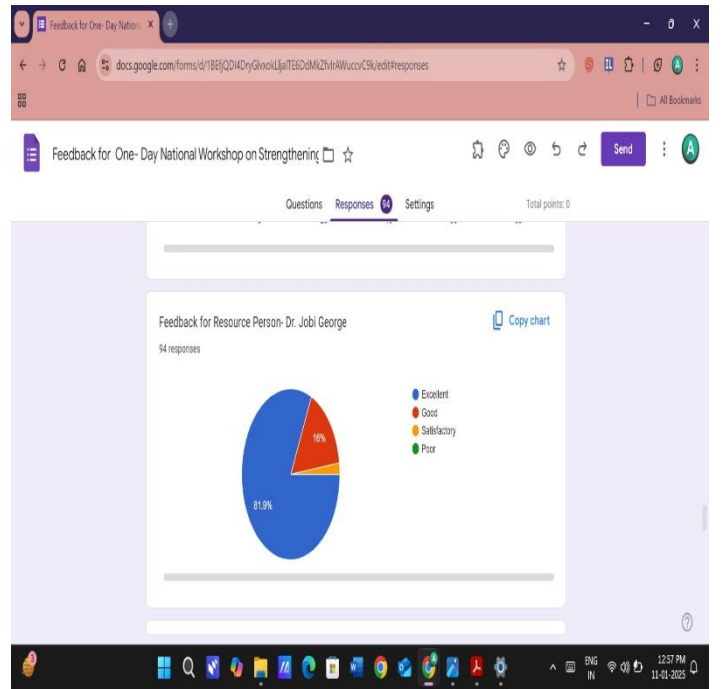 Feedback for One- Day Nation
docs.google.com/forms/d/1BEfjQDI4DryGlvxokLljalTE6DdMkZfvlrAWuccvC9k/edit#responses
All Bookmarks
Feedback for One- Day National Workshop on Strengthening
Send
A
Questions Responses 94 Settings Total points: 0
Feedback for Resource Person- Dr. Jobi George
Copy chart
94 responses
Excellent
Good
Satisfactory
Poor
16%
81.9%
ENG
IN
12:57 PM
11-01-2025